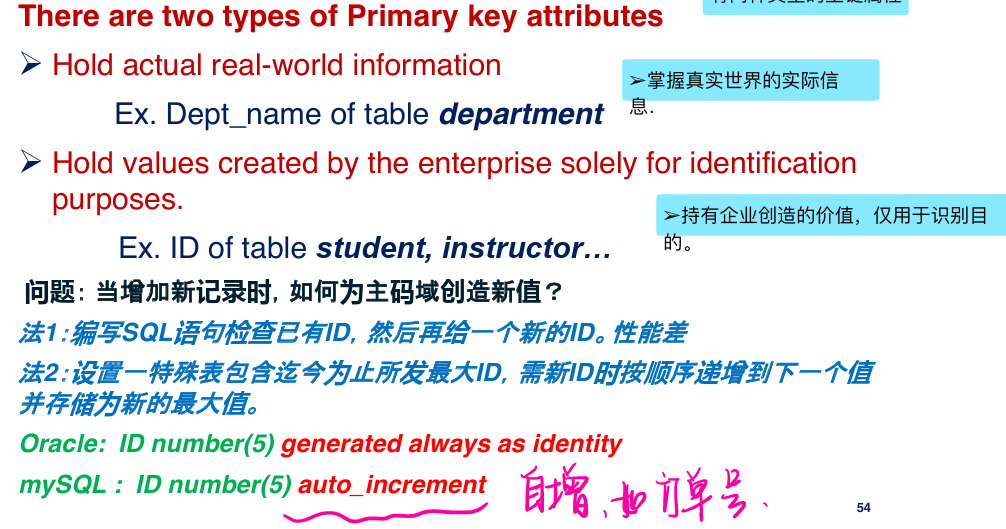 There are two types of Primary key attributes
➢ Hold actual real-world information
➢掌握真实世界的实际信
息.
Ex. Dept_name of table department
➢ Hold values created by the enterprise solely for identification
purposes.
➢持有企业创造的价值，仅用于识别目
的。
Ex. ID of table student, instructor…
问题：当增加新记录时，如何为主码域创造新值？
法1：编写SQL语句检查已有ID，然后再给一个新的ID。性能差
法2：设置一特殊表包含迄今为止所发最大ID，需新ID时按顺序递增到下一个值
并存储为新的最大值。
Oracle: ID number(5) generated always as identity
mySQL : ID number(5) auto_increment
自增、如订单号.
54